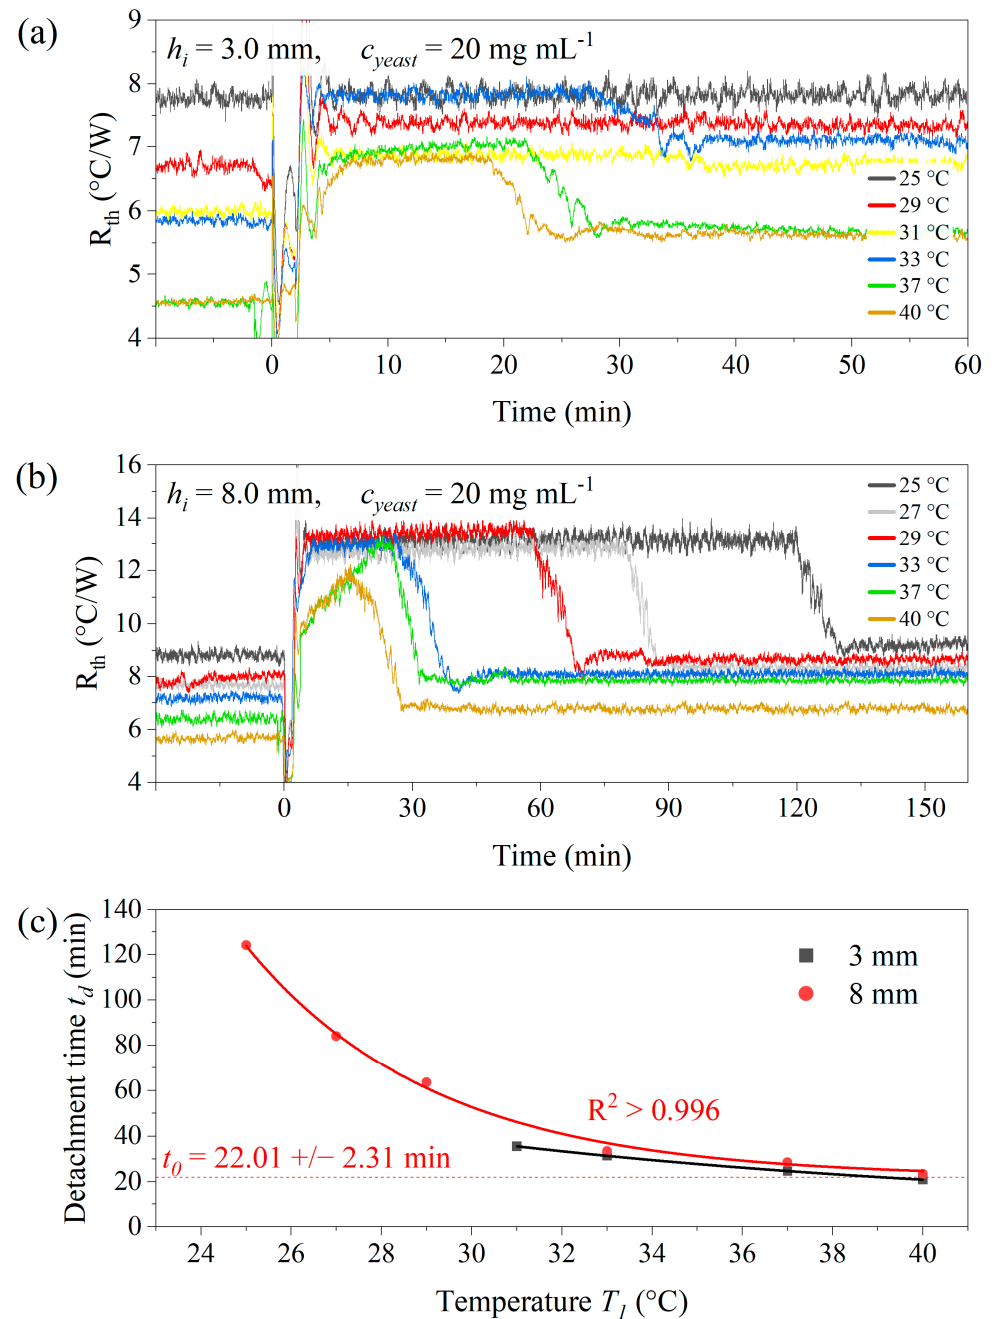 (a)
h_i = 3.0 mm, c_yeast = 20 mg mL⁻¹
R_th (°C/W)
9
8
7
6
5
4
25 °C
29 °C
31 °C
33 °C
37 °C
40 °C
0 10 20 30 40 50 60
Time (min)
(b)
h_i = 8.0 mm, c_yeast = 20 mg mL⁻¹
R_th (°C/W)
16
14
12
10
8
6
4
25 °C
27 °C
29 °C
33 °C
37 °C
40 °C
0 30 60 90 120 150
Time (min)
(c)
Detachment time t_d (min)
140
120
100
80
60
40
20
0
3 mm
8 mm
R² > 0.996
t_0 = 22.01 +/− 2.31 min
24 26 28 30 32 34 36 38 40
Temperature T_1 (°C)